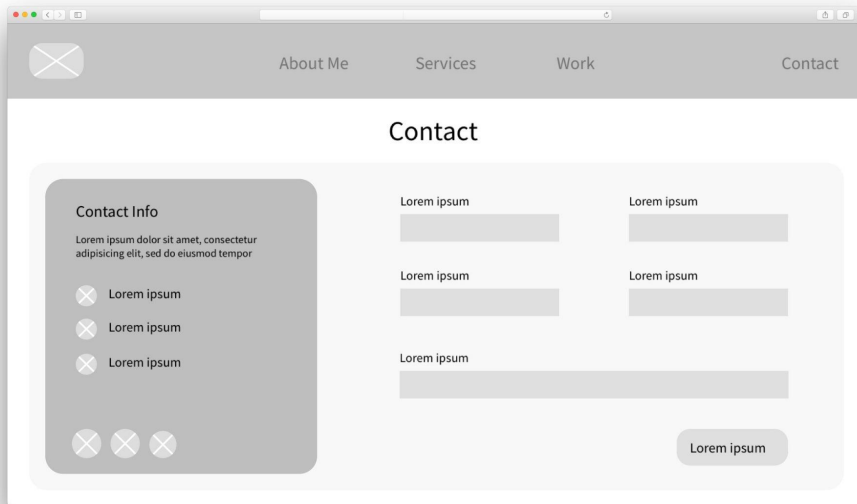 About Me
Services
Work
Contact
Contact
Contact Info
Lorem ipsum dolor sit amet, consectetur
adipisicing elit, sed do eiusmod tempor
Lorem ipsum
Lorem ipsum
Lorem ipsum
Lorem ipsum
Lorem ipsum
Lorem ipsum
Lorem ipsum
Lorem ipsum
Lorem ipsum